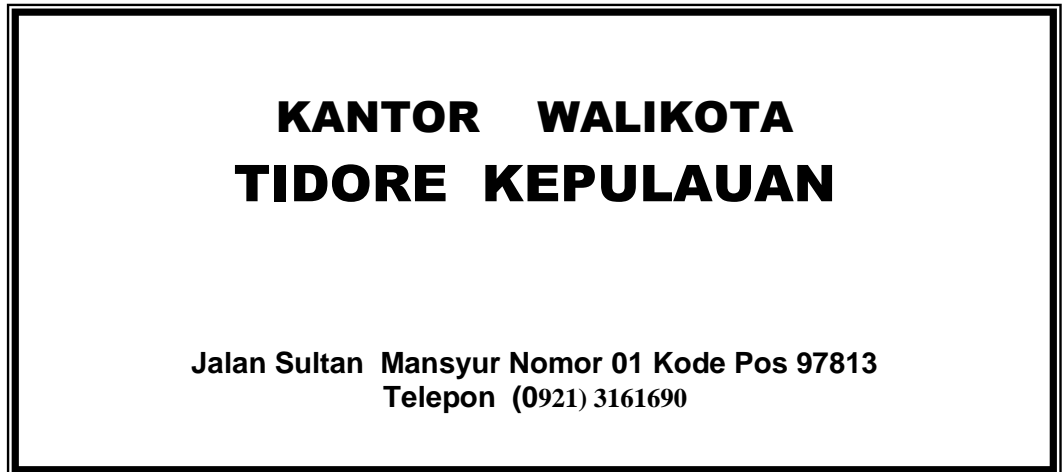 KANTOR WALIKOTA
TIDORE KEPULAUAN
Jalan Sultan Mansyur Nomor 01 Kode Pos 97813
Telepon (0921) 3161690